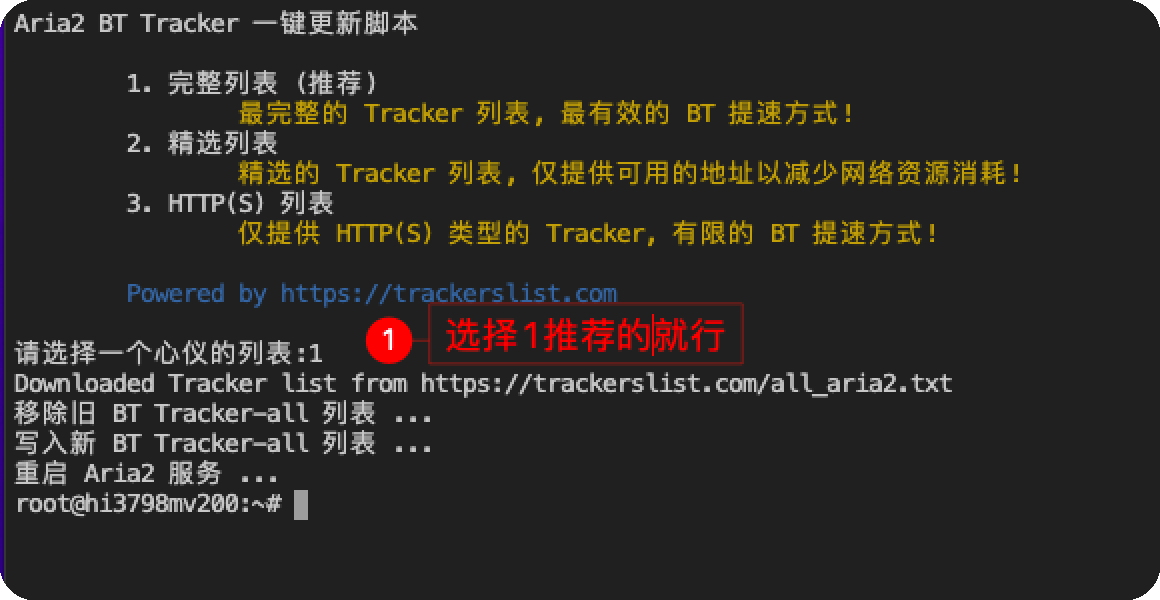 Aria2 BT Tracker 一键更新脚本
1. 完整列表 (推荐)
最完整的 Tracker 列表, 最有效的 BT 提速方式!
2. 精选列表
精选的 Tracker 列表, 仅提供可用的地址以减少网络资源消耗!
3. HTTP(S) 列表
仅提供 HTTP(S) 类型的 Tracker, 有限的 BT 提速方式!
Powered by https://trackerslist.com
1 选择1推荐的就行
请选择一个心仪的列表:1
Downloaded Tracker list from https://trackerslist.com/all_aria2.txt
移除旧 BT Tracker-all 列表 ...
写入新 BT Tracker-all 列表 ...
重启 Aria2 服务 ...
root@hi3798mv200:~#